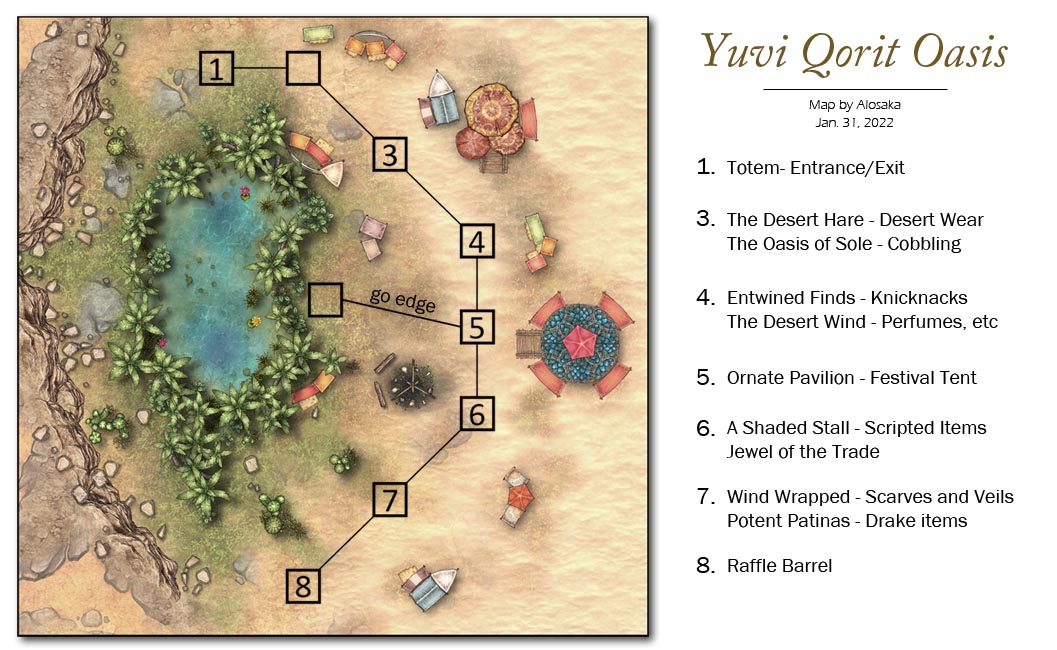 Yuvi Qorit Oasis
Map by Alosaka
Jan. 31, 2022
1
3
4
go edge
5
6
7
8
1. Totem- Entrance/Exit
3. The Desert Hare - Desert Wear
The Oasis of Sole - Cobbling
4. Entwined Finds - Knicknacks
The Desert Wind - Perfumes, etc
5. Ornate Pavilion - Festival Tent
6. A Shaded Stall - Scripted Items
Jewel of the Trade
7. Wind Wrapped - Scarves and Veils
Potent Patinas - Drake items
8. Raffle Barrel